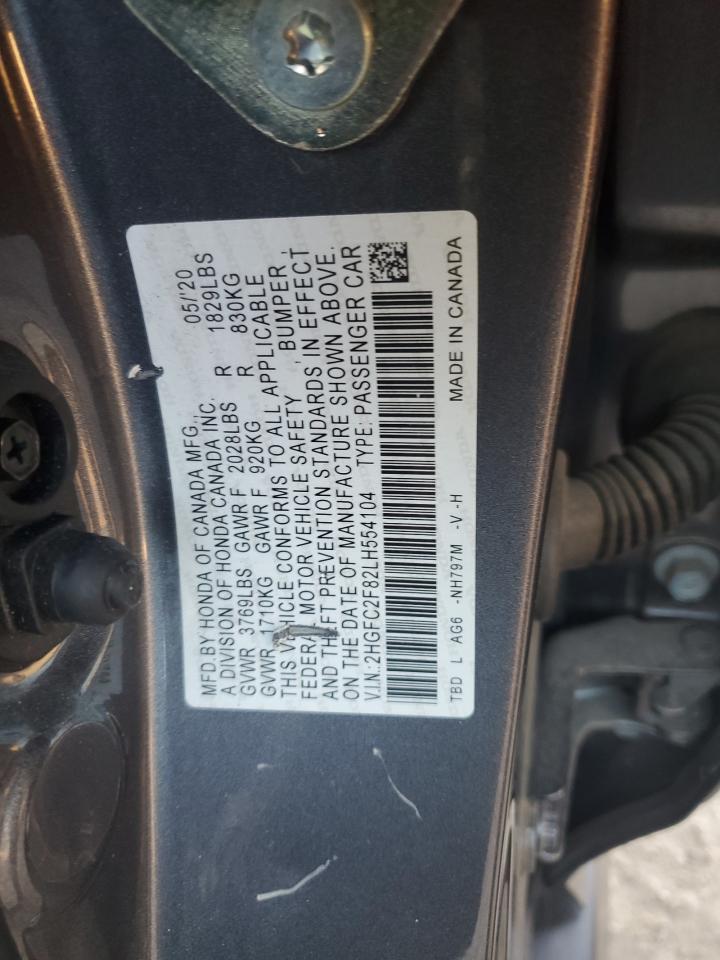 MFD.BY HONDA OF CANADA MFG., 05/'20
A DIVISION OF HONDA CANADA INC.
GVWR 3769LBS GAWR F 2028LBS R 1829LBS
GVWR 1710KG GAWR F 920KG R 830KG
THIS VEHICLE CONFORMS TO ALL APPLICABLE
FEDERAL MOTOR VEHICLE SAFETY , BUMPER ,
AND THEFT PREVENTION STANDARDS IN EFFECT
ON THE DATE OF MANUFACTURE SHOWN ABOVE.
V.I.N.:2HGFC2F82LH554104 TYPE: PASSENGER CAR
TBD L AG6 -NH797M -V -H MADE IN CANADA